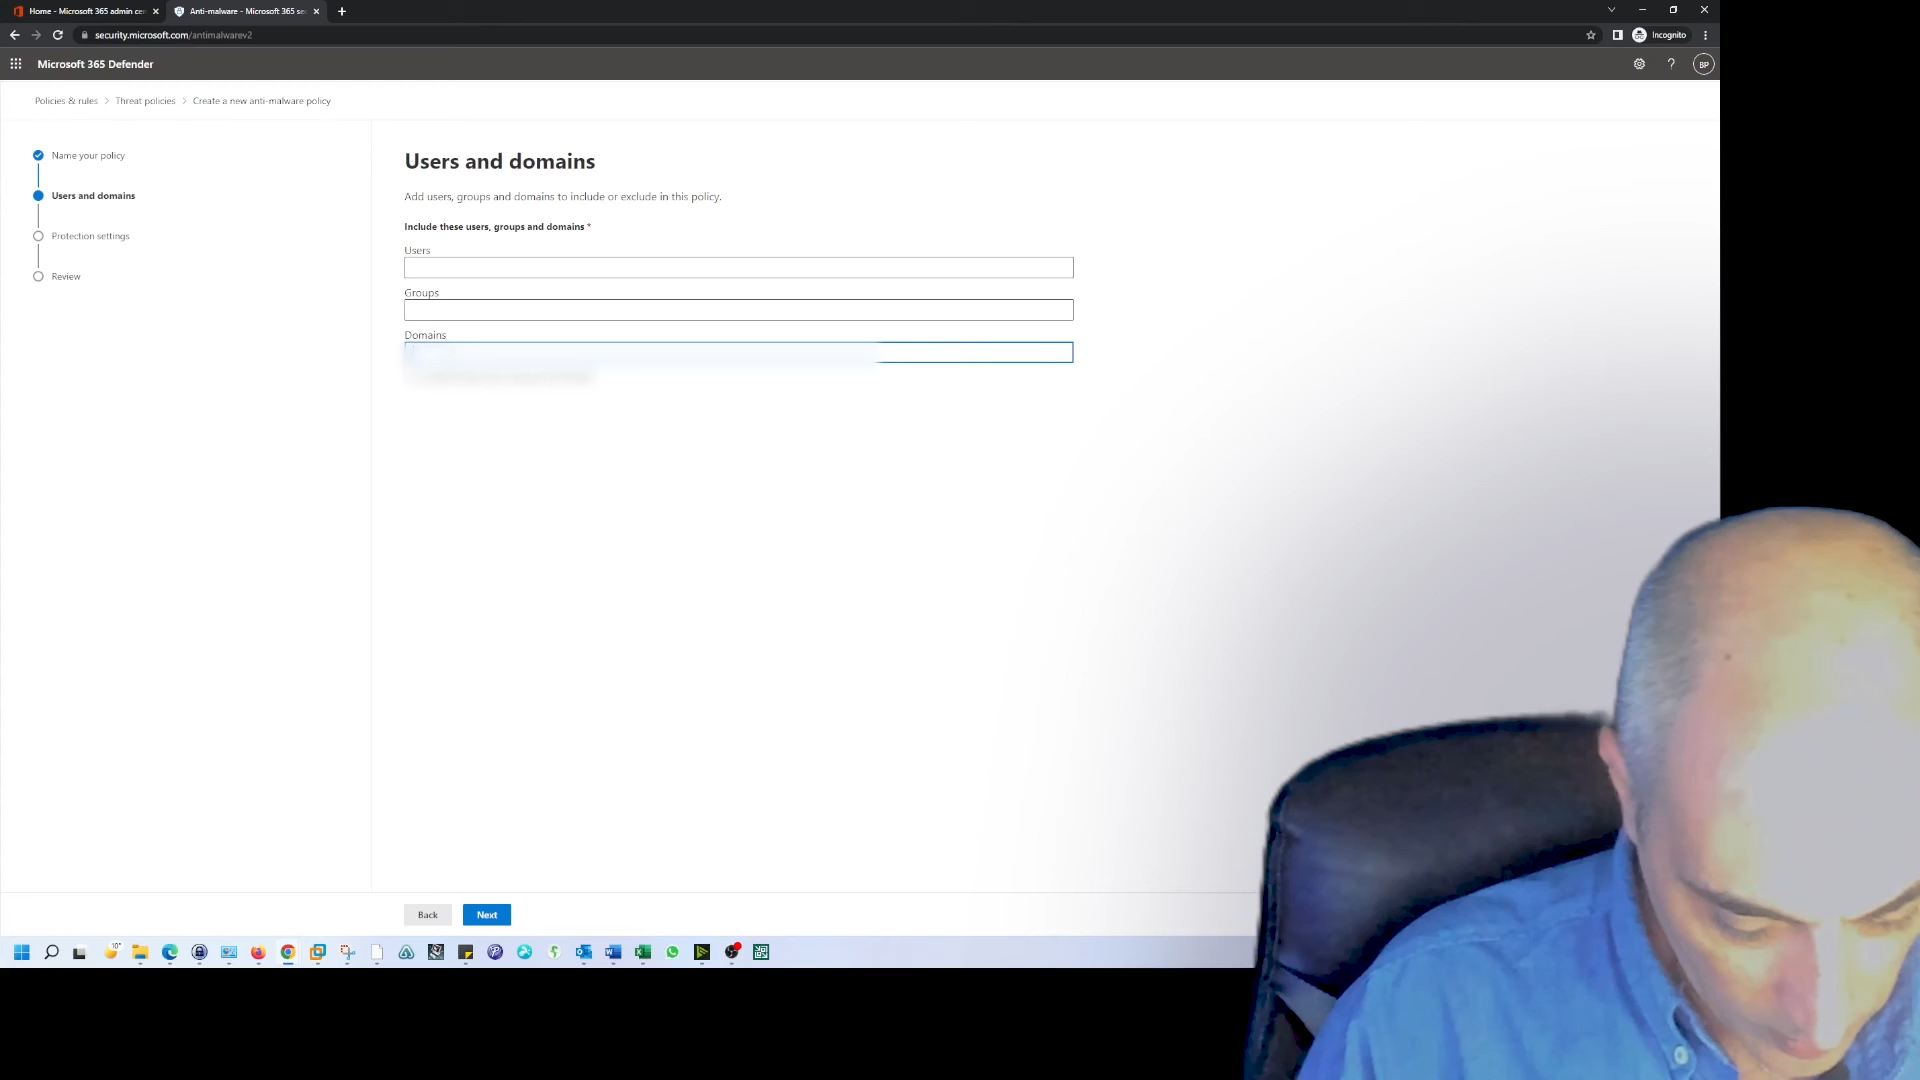 Home - Microsoft 365 admin cen
Anti-malware - Microsoft 365 se
security.microsoft.com/antimalwarev2
Incognito
Microsoft 365 Defender
BP
Policies & rules > Threat policies > Create a new anti-malware policy
Name your policy
Users and domains
Protection settings
Review
Users and domains
Add users, groups and domains to include or exclude in this policy.
Include these users, groups and domains *
Users
Groups
Domains
Back
Next
10°